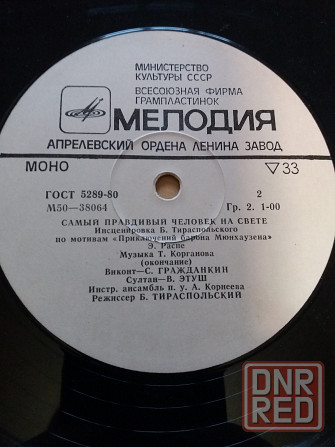 МИНИСТЕРСТВО
КУЛЬТУРЫ СССР
ВСЕСОЮЗНАЯ ФИРМА
ГРАМПЛАСТИНОК
МЕЛОДИЯ
АПРЕЛЕВСКИЙ ОРДЕНА ЛЕНИНА ЗАВОД
МОНО ▽33
ГОСТ 5289-80 2
М50—38064 Гр. 2. 1-00
САМЫЙ ПРАВДИВЫЙ ЧЕЛОВЕК НА СВЕТЕ
Инсценировка Б. Тираспольского
по мотивам «Приключений барона Мюнхаузена»
Э. Распе
Музыка Т. Корганова
(окончание)
Виконт—С. ГРАЖДАНКИН
Султан—В. ЭТУШ
Инстр. ансамбль п. у А. Корнеева
Режиссер Б. ТИРАСПОЛЬСКИЙ
DNR
RED